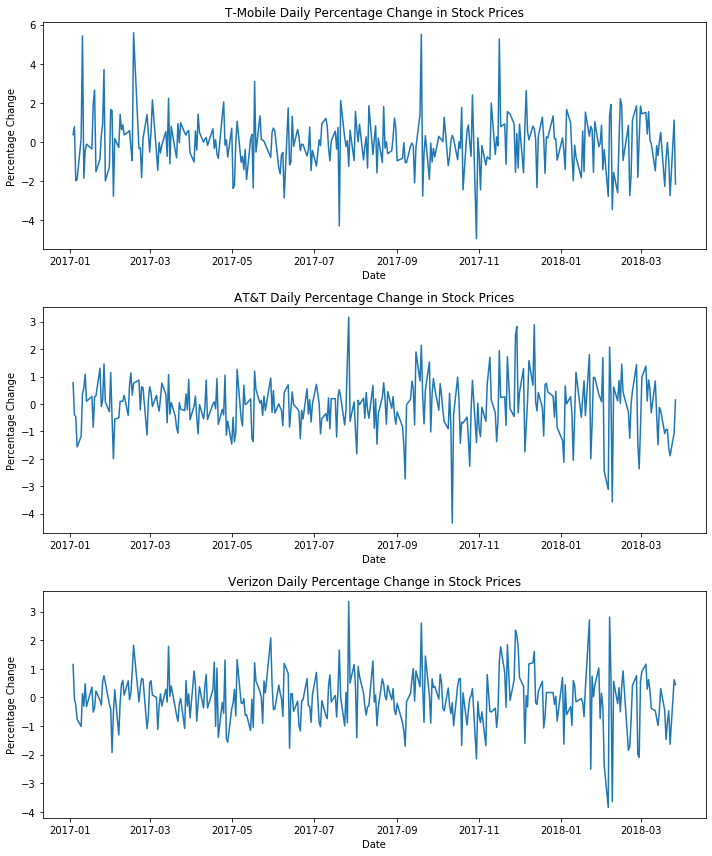 T-Mobile Daily Percentage Change in Stock Prices
6
4
2
0
−2
−4
Percentage Change
2017-01 2017-03 2017-05 2017-07 2017-09 2017-11 2018-01 2018-03
Date
AT&T Daily Percentage Change in Stock Prices
3
2
1
0
−1
−2
−3
−4
Percentage Change
2017-01 2017-03 2017-05 2017-07 2017-09 2017-11 2018-01 2018-03
Date
Verizon Daily Percentage Change in Stock Prices
3
2
1
0
−1
−2
−3
−4
Percentage Change
2017-01 2017-03 2017-05 2017-07 2017-09 2017-11 2018-01 2018-03
Date